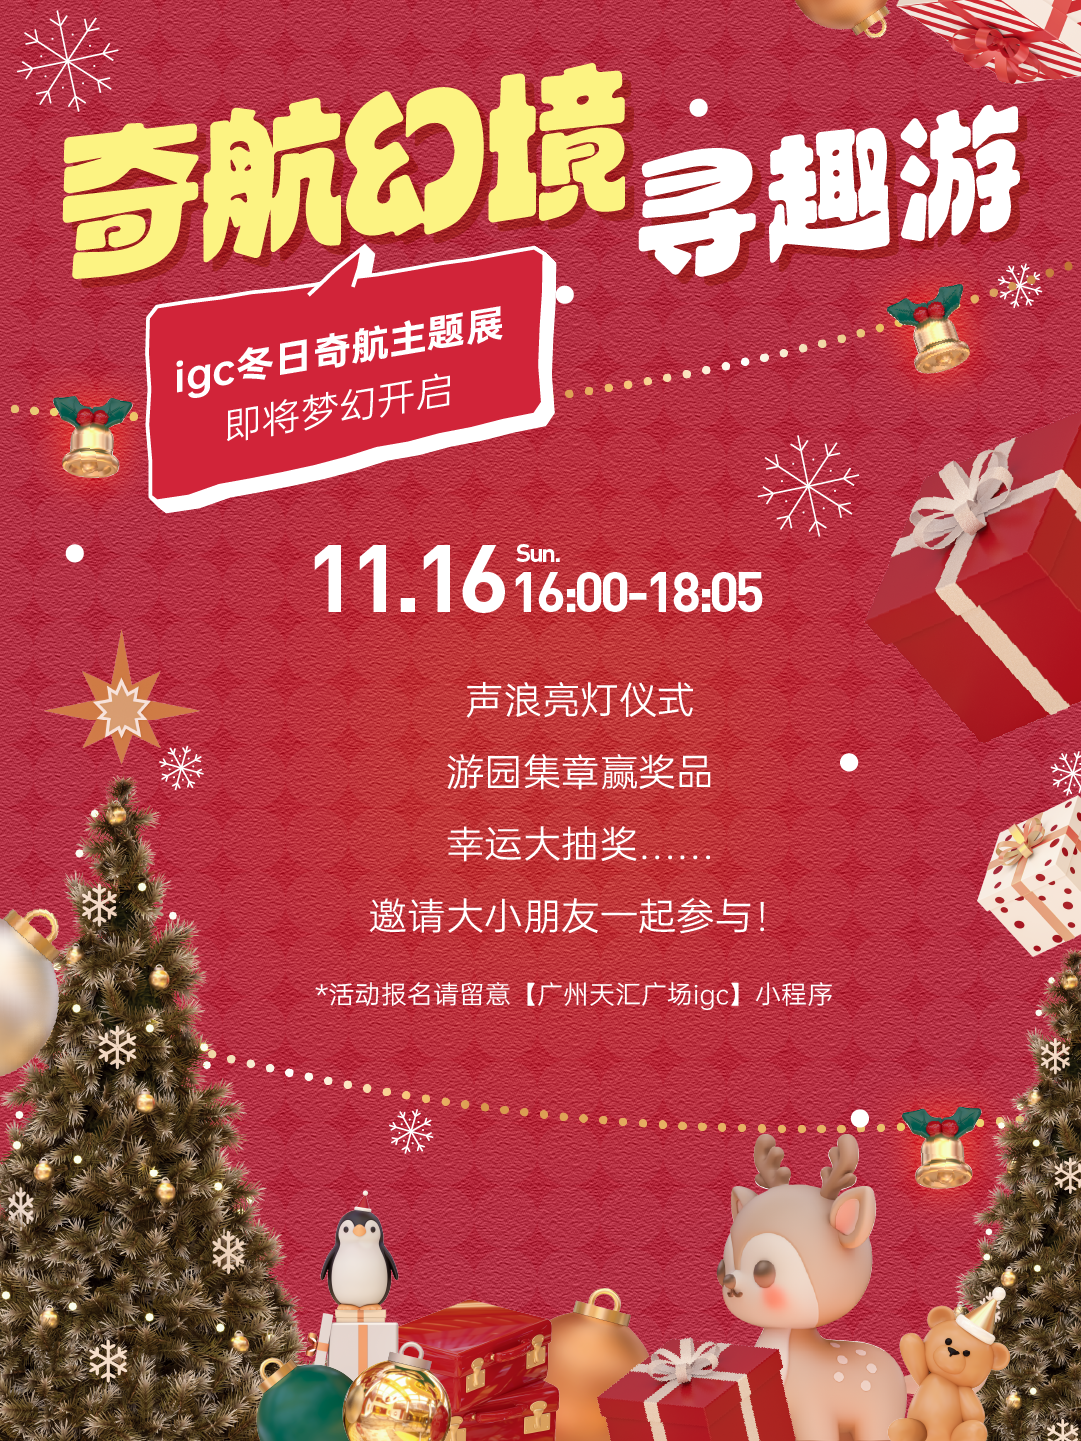 奇航幻境寻趣游
igc冬日奇航主题展
即将梦幻开启
11.16 Sun. 16:00-18:05
声浪亮灯仪式
游园集章赢奖品
幸运大抽奖……
邀请大小朋友一起参与！
*活动报名请留意【广州天汇广场igc】小程序